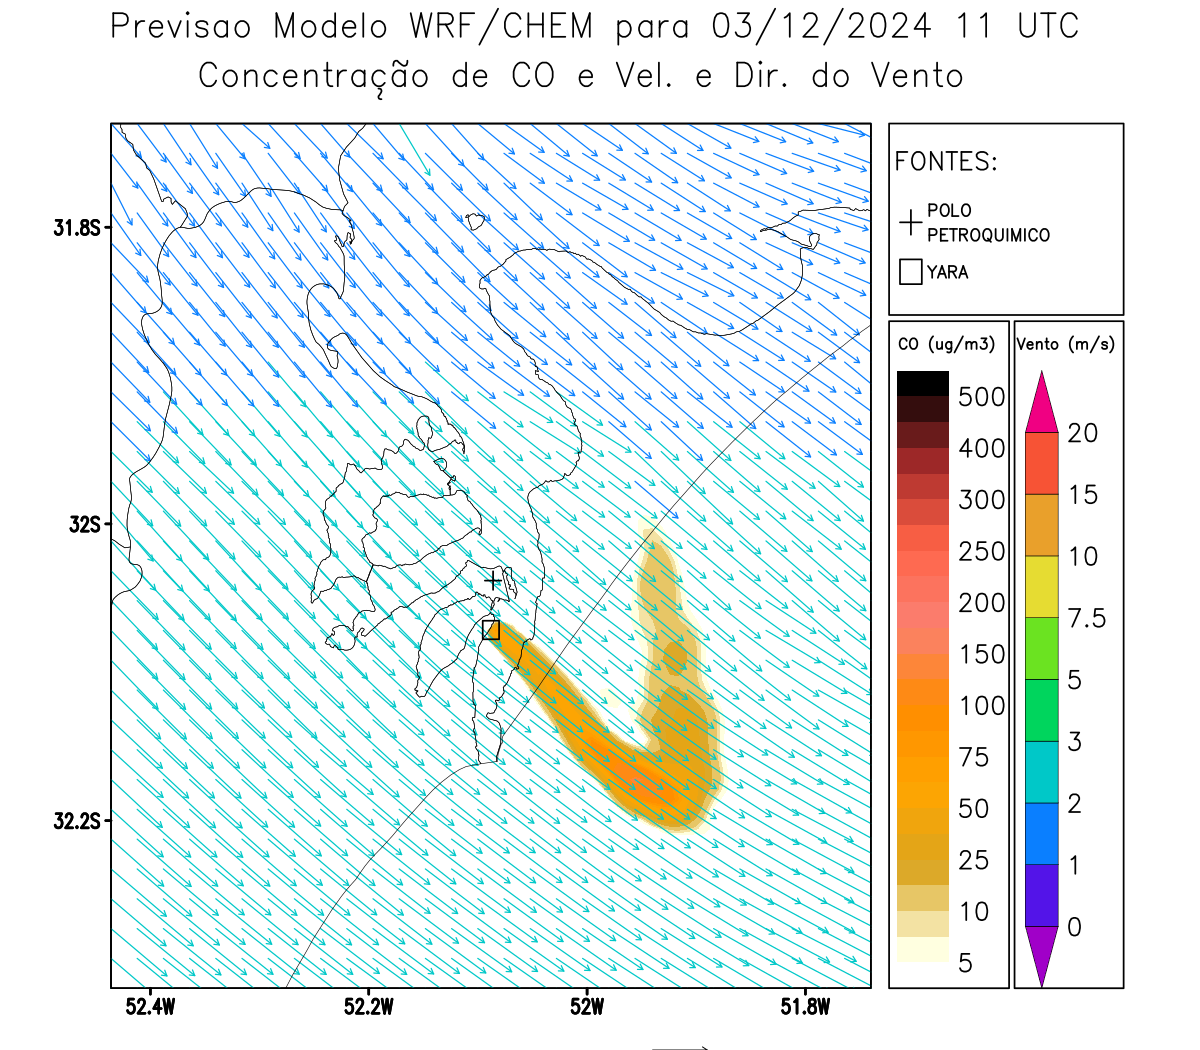 Previsao Modelo WRF/CHEM para 03/12/2024 11 UTC
Concentração de CO e Vel. e Dir. do Vento
FONTES:
POLO
PETROQUIMICO
YARA
CO (ug/m3)
500
400
300
250
200
150
100
75
50
25
10
5
Vento (m/s)
20
15
10
7.5
5
3
2
1
0
31.8S
32S
32.2S
52.4W
52.2W
52W
51.8W